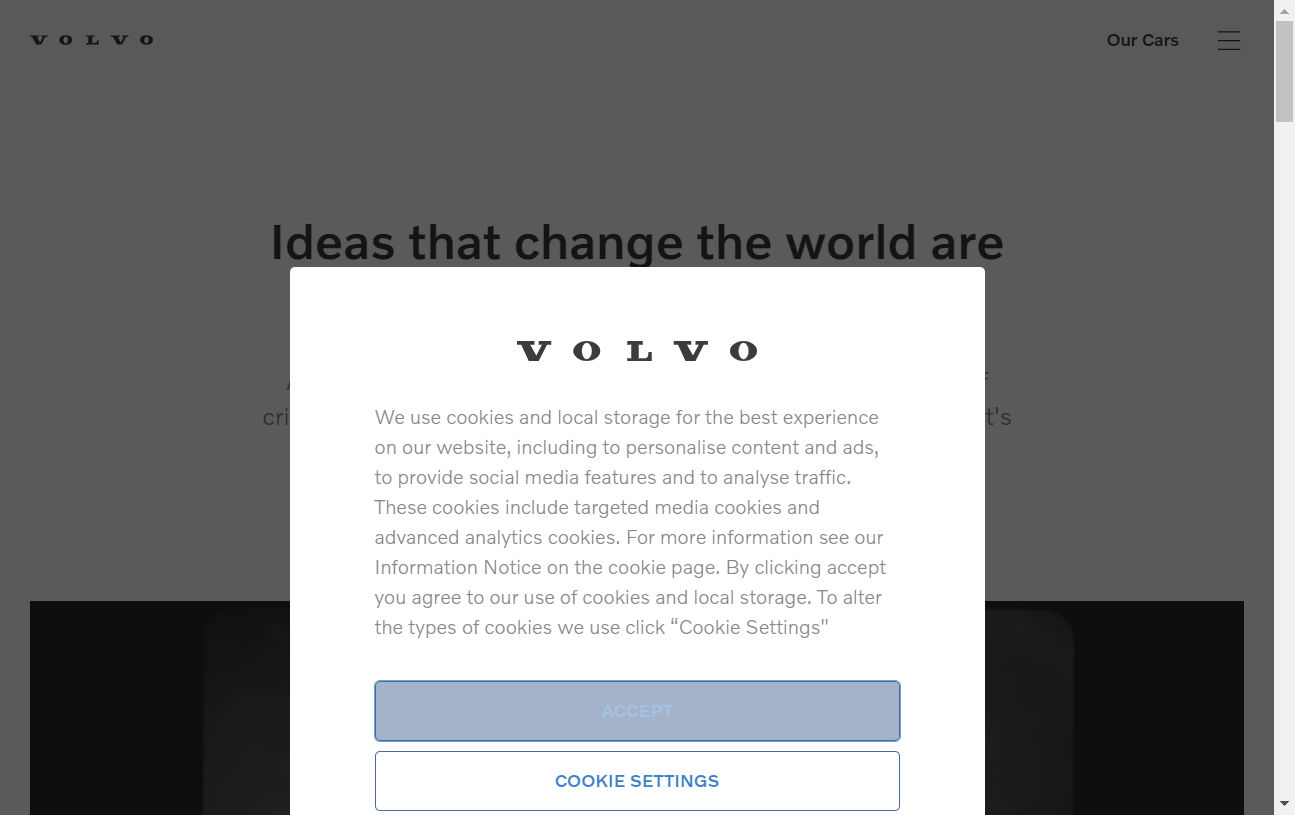 VOLVO
Our Cars
Ideas that change the world are
VOLVO
We use cookies and local storage for the best experience
on our website, including to personalise content and ads,
to provide social media features and to analyse traffic.
These cookies include targeted media cookies and
advanced analytics cookies. For more information see our
Information Notice on the cookie page. By clicking accept
you agree to our use of cookies and local storage. To alter
the types of cookies we use click “Cookie Settings"
ACCEPT
COOKIE SETTINGS